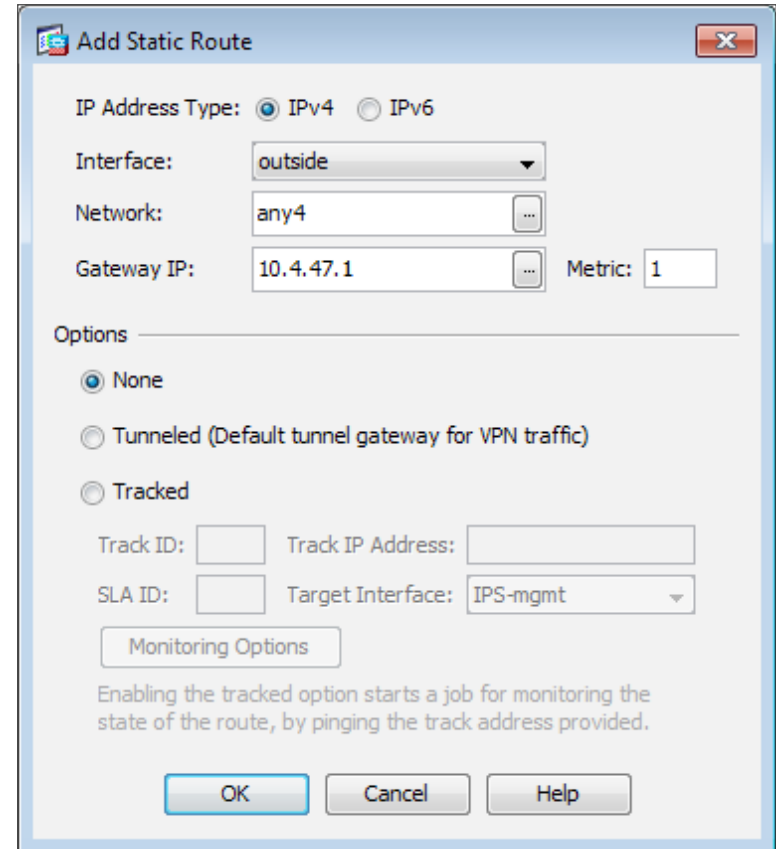 Add Static Route
IP Address Type: IPv4 IPv6
Interface: outside
Network: any4 ...
Gateway IP: 10.4.47.1 ... Metric: 1
Options
None
Tunneled (Default tunnel gateway for VPN traffic)
Tracked
Track ID: Track IP Address:
SLA ID: Target Interface: IPS-mgmt
Monitoring Options
Enabling the tracked option starts a job for monitoring the
state of the route, by pinging the track address provided.
OK Cancel Help